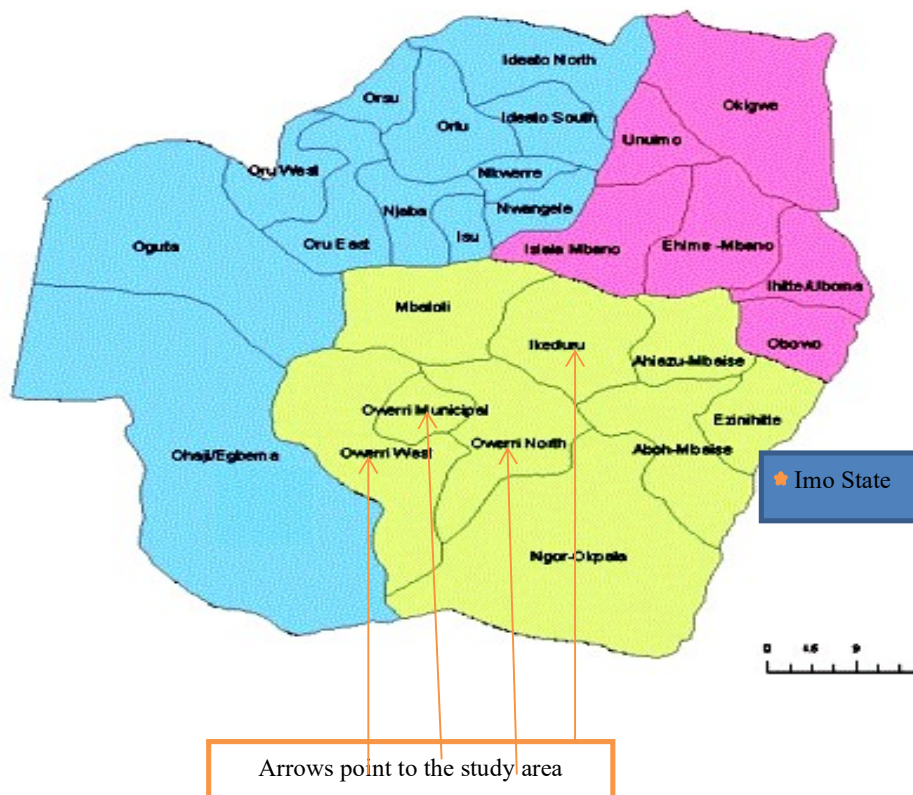 Ideato North
Orsu
Okigwe
Orlu
Ideato South
Unuimo
Oru West
Nkwerre
Njaba
Nwangele
Isu
Oru East
Oguta
Isiala Mbano
Ehime -Mbano
Ihitte/Uboma
Mbatoli
Ikeduru
Obowo
Ahiazu-Mbaise
Owerri Municipal
Ezinihitte
Owerri North
Owerri West
Aboh-Mbaise
Ohaji/Egbema
Imo State
Ngor-Okpala
0 4.5 9
Arrows point to the study area